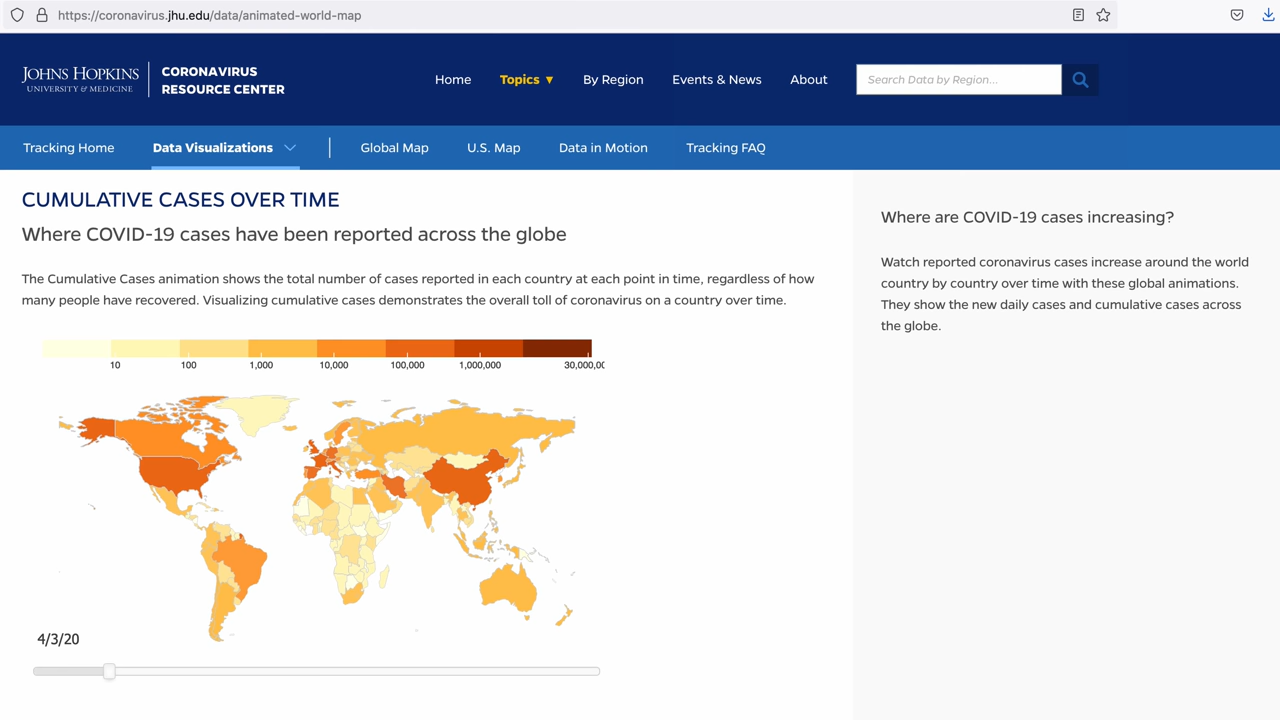 https://coronavirus.jhu.edu/data/animated-world-map
JOHNS HOPKINS
UNIVERSITY & MEDICINE
CORONAVIRUS
RESOURCE CENTER
Home
Topics ▼
By Region
Events & News
About
Search Data by Region...
Tracking Home
Data Visualizations
Global Map
U.S. Map
Data in Motion
Tracking FAQ
CUMULATIVE CASES OVER TIME
Where COVID-19 cases have been reported across the globe
The Cumulative Cases animation shows the total number of cases reported in each country at each point in time, regardless of how
many people have recovered. Visualizing cumulative cases demonstrates the overall toll of coronavirus on a country over time.
10 100 1,000 10,000 100,000 1,000,000 30,000,0
4/3/20
Where are COVID-19 cases increasing?
Watch reported coronavirus cases increase around the world
country by country over time with these global animations.
They show the new daily cases and cumulative cases across
the globe.